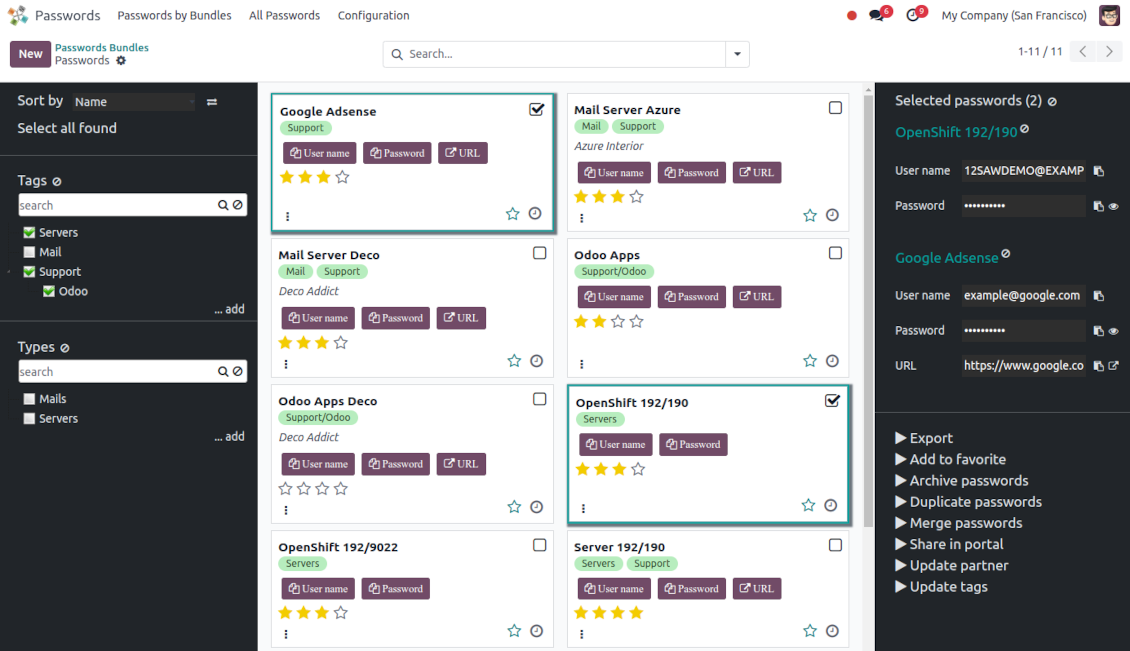 Passwords Passwords by Bundles All Passwords Configuration 6 9 My Company (San Francisco)
New Passwords Bundles
Passwords
Search...
1-11 / 11
Sort by Name
Select all found
Tags
search
Servers
Mail
Support
Odoo
... add
Types
search
Mails
Servers
... add
Google Adsense
Support
User name Password URL
Mail Server Azure
Mail Support
Azure Interior
User name Password URL
Mail Server Deco
Mail Support
Deco Addict
User name Password URL
Odoo Apps
Support/Odoo
User name Password URL
Odoo Apps Deco
Support/Odoo
Deco Addict
User name Password URL
OpenShift 192/190
Servers
User name Password
OpenShift 192/9022
Servers
User name Password
Server 192/190
Servers Support
User name Password URL
Selected passwords (2)
OpenShift 192/190
User name 12SAWDEMO@EXAMP
Password ••••••••••
Google Adsense
User name example@google.com
Password ••••••••••
URL https://www.google.co
Export
Add to favorite
Archive passwords
Duplicate passwords
Merge passwords
Share in portal
Update partner
Update tags